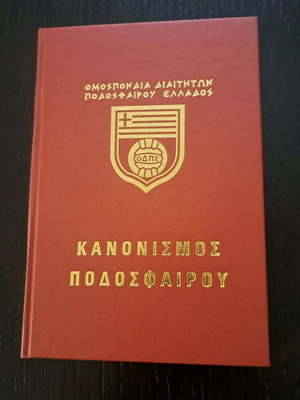 ΟΜΟΣΠΟΝΔΙΑ ΔΙΑΙΤΗΤΩΝ
ΠΟΔΟΣΦΑΙΡΟΥ ΕΛΛΑΔΟΣ
ΟΔΠΕ
ΚΑΝΟΝΙΣΜΟΣ
ΠΟΔΟΣΦΑΙΡΟΥ